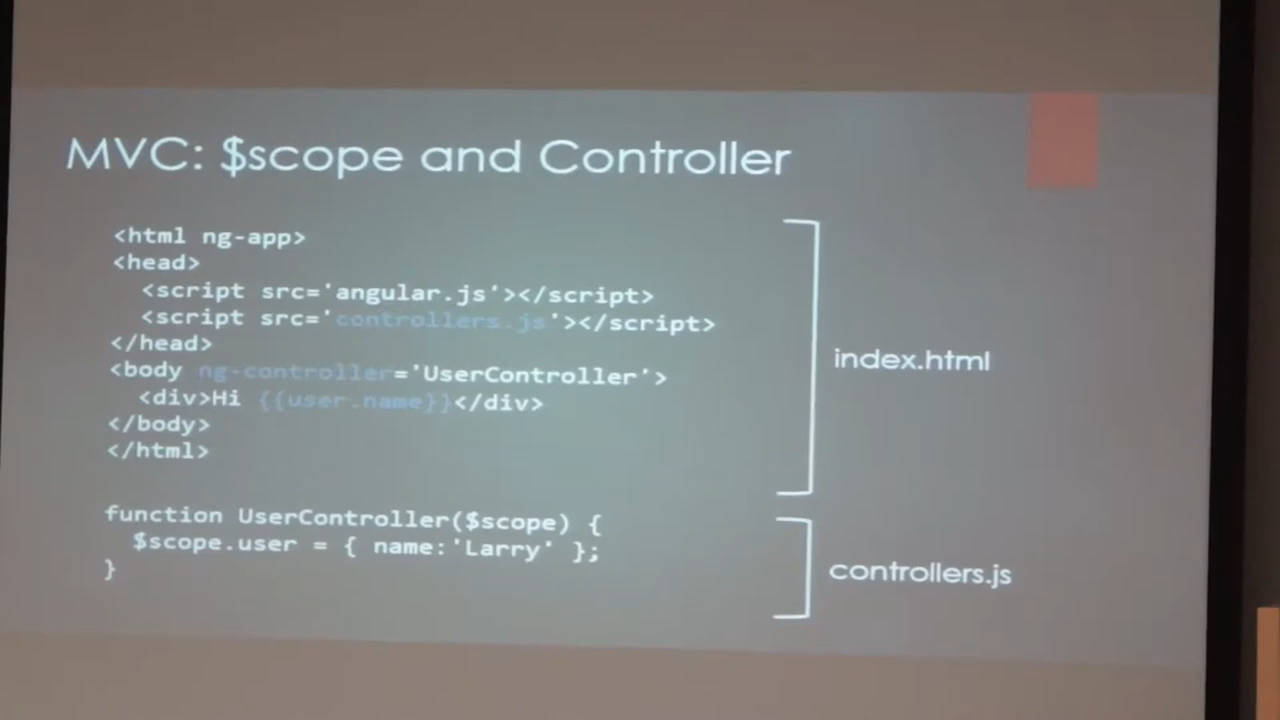 MVC: $scope and Controller
<html ng-app>
<head>
<script src='angular.js'></script>
<script src='controllers.js'></script>
</head>
<body ng-controller='UserController'>
<div>Hi {{user.name}}</div>
</body>
</html>
index.html
function UserController($scope) {
$scope.user = { name:'Larry' };
}
controllers.js